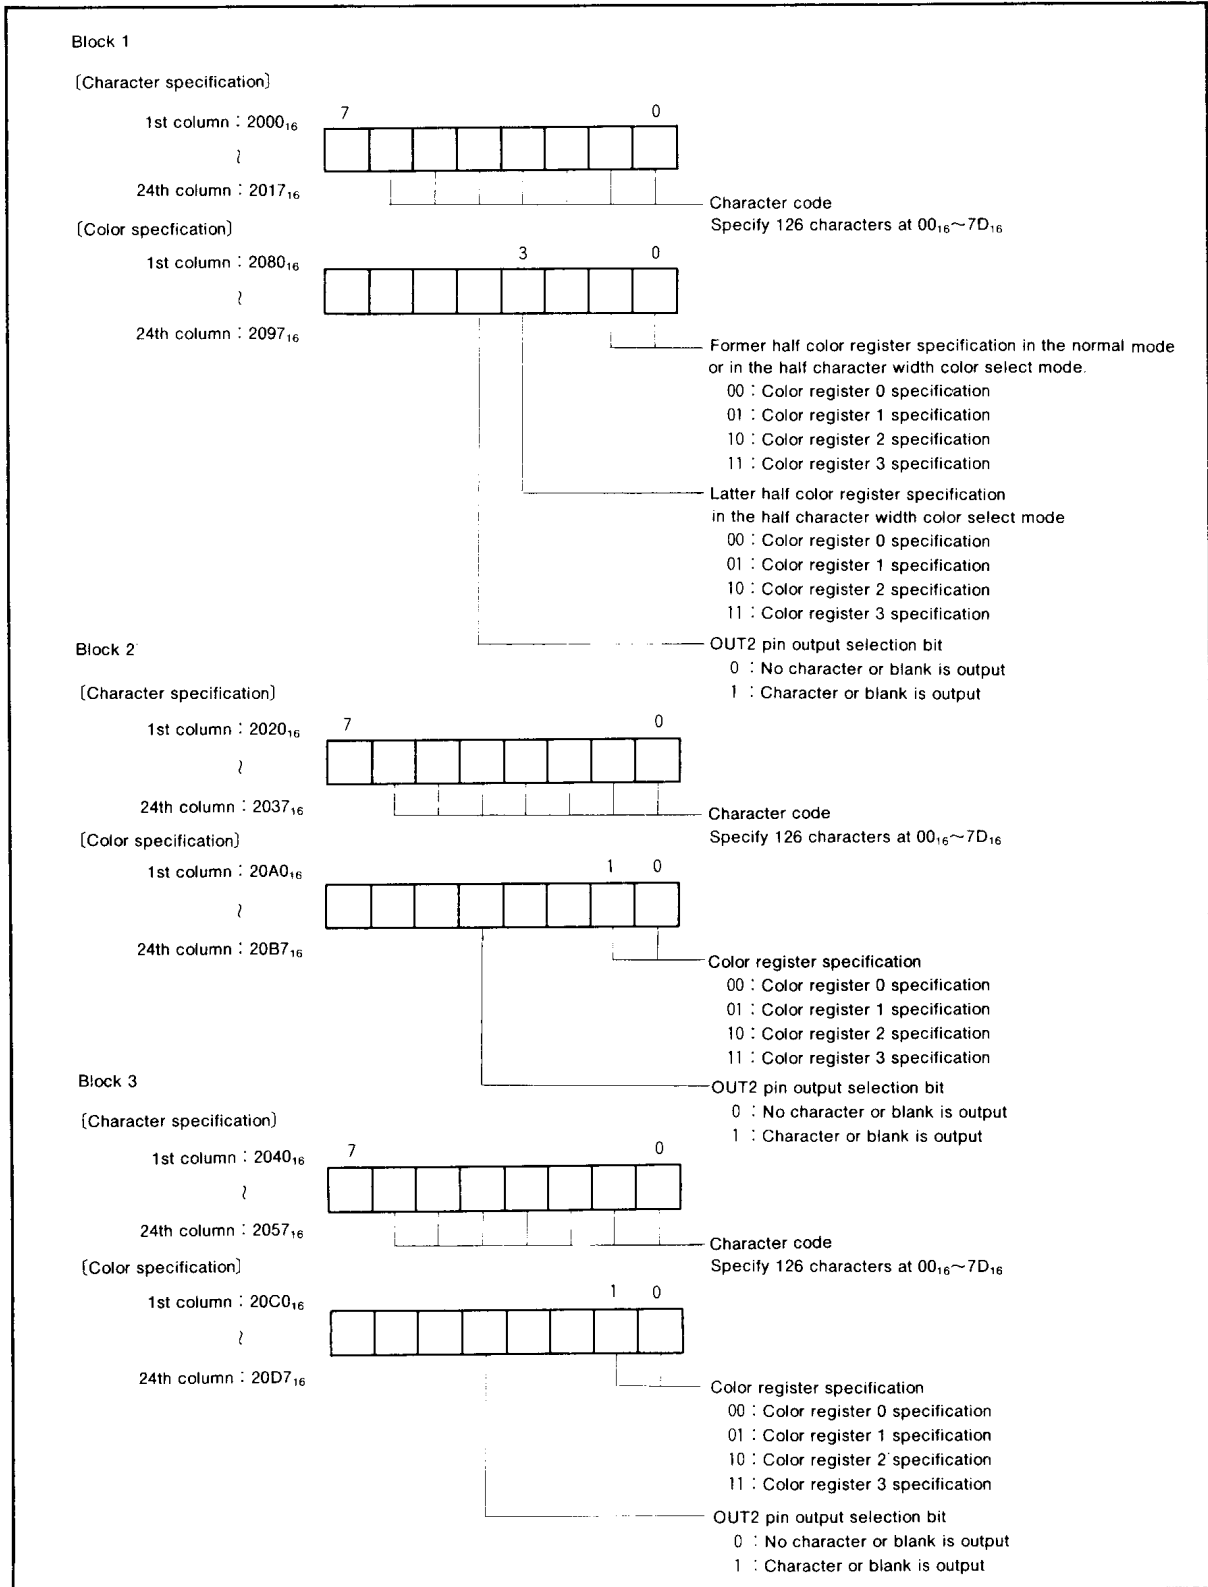 Block 1
〔Character specification〕
7 0
1st column : 2000₁₆
≀
24th column : 2017₁₆
Character code
Specify 126 characters at 00₁₆～7D₁₆
〔Color specfication〕
3 0
1st column : 2080₁₆
≀
24th column : 2097₁₆
Former half color register specification in the normal mode
or in the half character width color select mode.
00 : Color register 0 specification
01 : Color register 1 specification
10 : Color register 2 specification
11 : Color register 3 specification
Latter half color register specification
in the half character width color select mode
00 : Color register 0 specification
01 : Color register 1 specification
10 : Color register 2 specification
11 : Color register 3 specification
OUT2 pin output selection bit
0 : No character or blank is output
1 : Character or blank is output
Block 2
〔Character specification〕
7 0
1st column : 2020₁₆
≀
24th column : 2037₁₆
Character code
Specify 126 characters at 00₁₆～7D₁₆
〔Color specification〕
1 0
1st column : 20A0₁₆
≀
24th column : 20B7₁₆
Color register specification
00 : Color register 0 specification
01 : Color register 1 specification
10 : Color register 2 specification
11 : Color register 3 specification
OUT2 pin output selection bit
0 : No character or blank is output
1 : Character or blank is output
Block 3
〔Character specification〕
7 0
1st column : 2040₁₆
≀
24th column : 2057₁₆
Character code
Specify 126 characters at 00₁₆～7D₁₆
〔Color specification〕
1 0
1st column : 20C0₁₆
≀
24th column : 20D7₁₆
Color register specification
00 : Color register 0 specification
01 : Color register 1 specification
10 : Color register 2 specification
11 : Color register 3 specification
OUT2 pin output selection bit
0 : No character or blank is output
1 : Character or blank is output